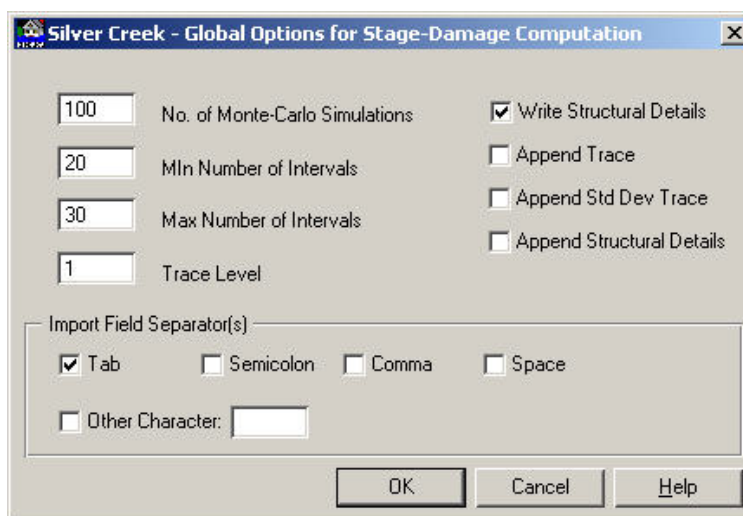 Silver Creek - Global Options for Stage-Damage Computation
100 No. of Monte-Carlo Simulations
20 MIn Number of Intervals
30 Max Number of Intervals
1 Trace Level
Write Structural Details
Append Trace
Append Std Dev Trace
Append Structural Details
Import Field Separator(s)
Tab Semicolon Comma Space
Other Character:
OK Cancel Help